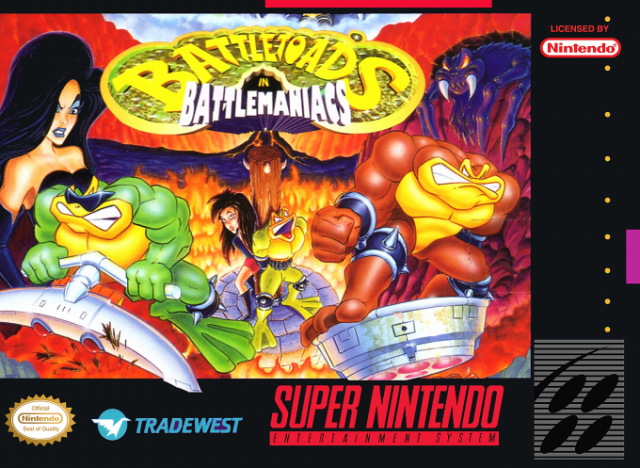 LICENSED BY
Nintendo
BATTLETOADS
IN
BATTLEMANIACS
Official
Nintendo
Seal of Quality
TRADEWEST
SUPER NINTENDO
ENTERTAINMENT SYSTEM